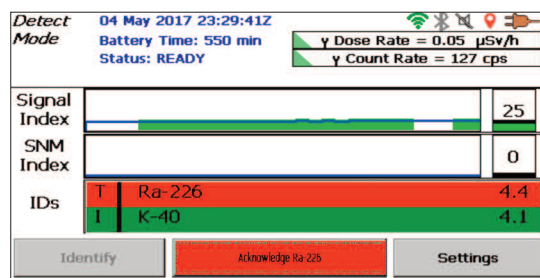 Detect
Mode
04 May 2017 23:29:41Z
Battery Time: 550 min
Status: READY
γ Dose Rate = 0.05 μSv/h
γ Count Rate = 127 cps
Signal
Index
25
SNM
Index
0
IDs
T Ra-226 4.4
I K-40 4.1
Identify
Acknowledge Ra-226
Settings